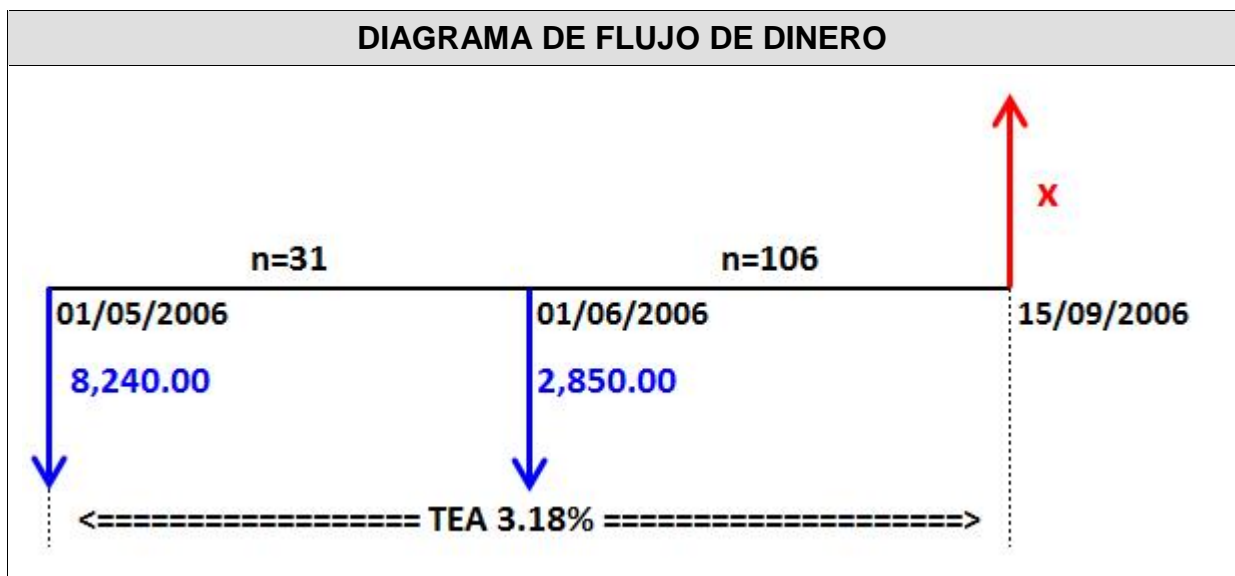 DIAGRAMA DE FLUJO DE DINERO
x
n=31 n=106
01/05/2006 01/06/2006 15/09/2006
8,240.00 2,850.00
<================== TEA 3.18% ====================>